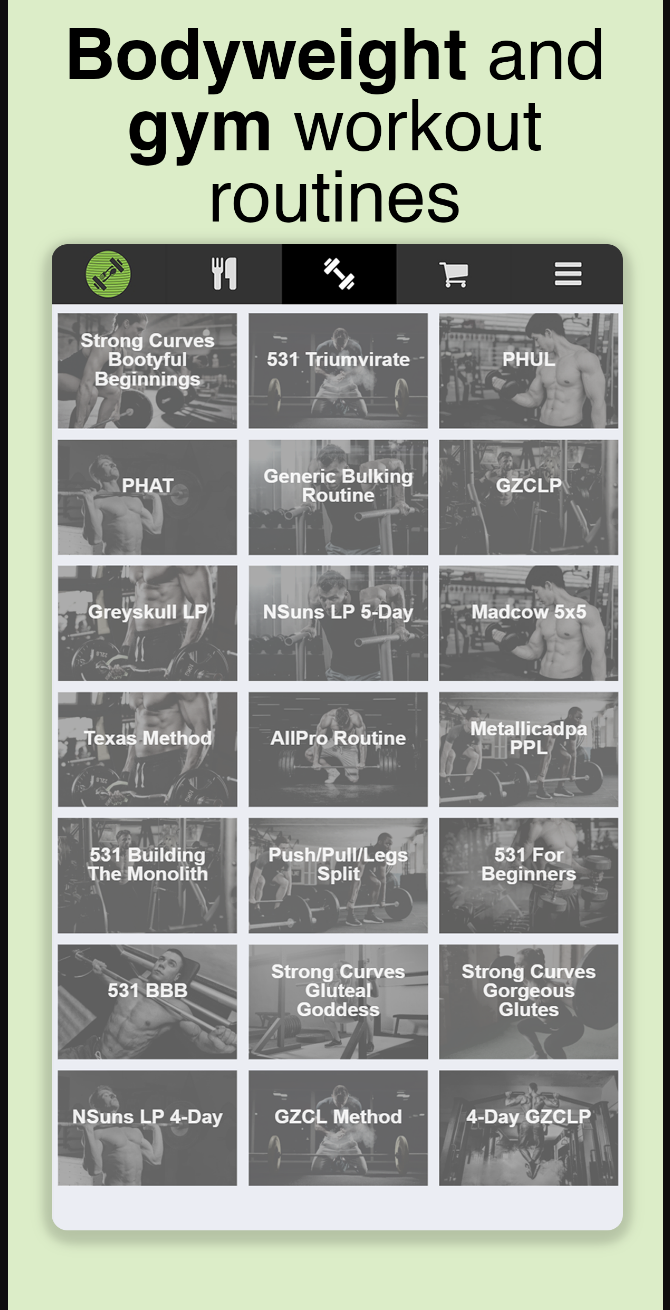 Bodyweight and
gym workout
routines
Strong Curves
Bootyful
Beginnings
531 Triumvirate
PHUL
PHAT
Generic Bulking
Routine
GZCLP
Greyskull LP
NSuns LP 5-Day
Madcow 5x5
Texas Method
AllPro Routine
Metallicadpa
PPL
531 Building
The Monolith
Push/Pull/Legs
Split
531 For
Beginners
531 BBB
Strong Curves
Gluteal
Goddess
Strong Curves
Gorgeous
Glutes
NSuns LP 4-Day
GZCL Method
4-Day GZCLP